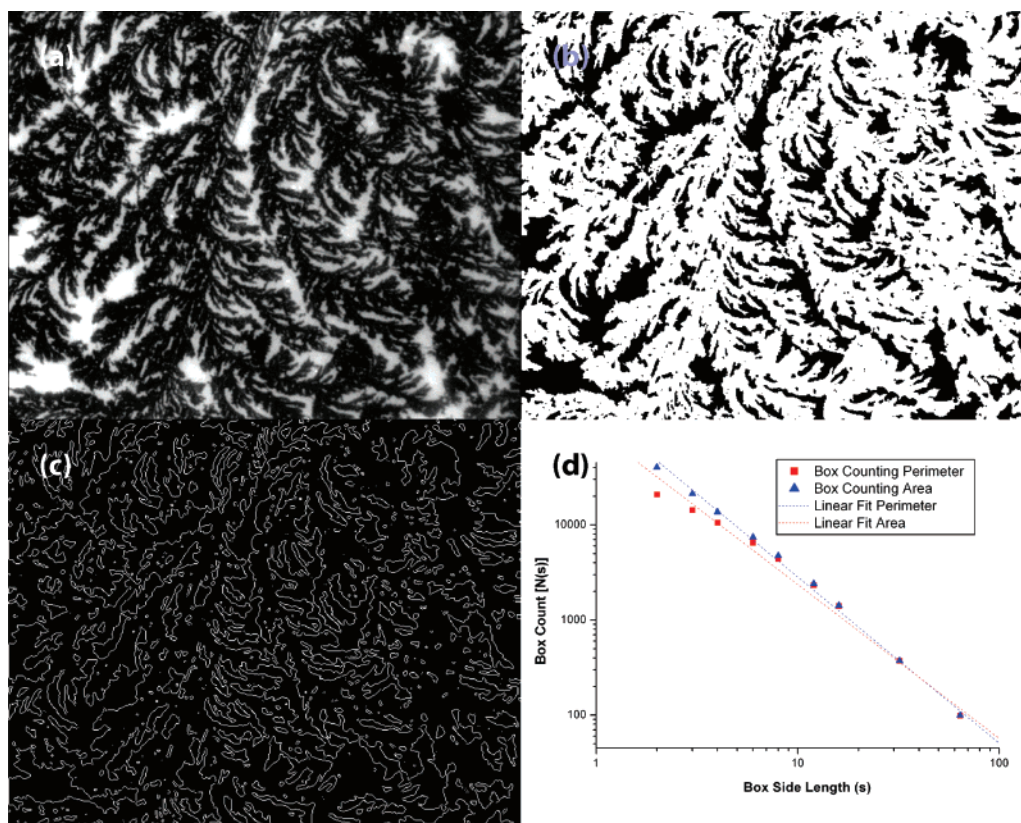 (a)
(b)
(c)
(d)
Box Counting Perimeter
Box Counting Area
Linear Fit Perimeter
Linear Fit Area
Box Count [N(s)]
10000
1000
100
1
10
100
Box Side Length (s)